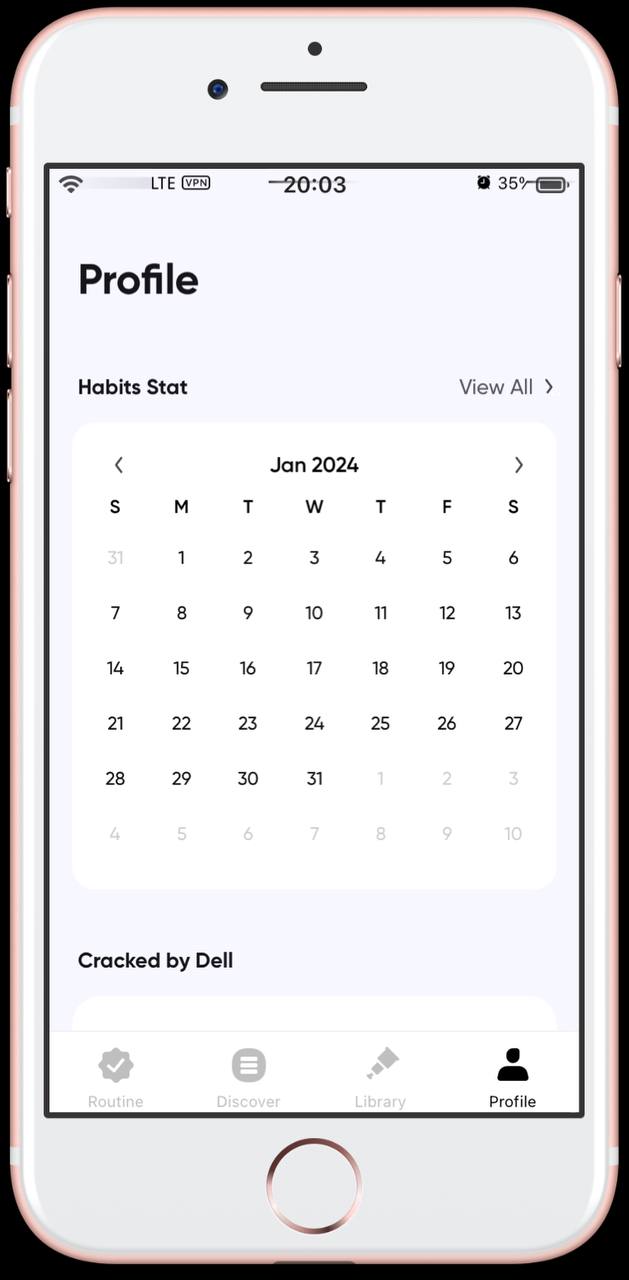 LTE VPN 20:03 35%
Profile
Habits Stat View All
Jan 2024
S M T W T F S
31 1 2 3 4 5 6
7 8 9 10 11 12 13
14 15 16 17 18 19 20
21 22 23 24 25 26 27
28 29 30 31 1 2 3
4 5 6 7 8 9 10
Cracked by Dell
Routine Discover Library Profile